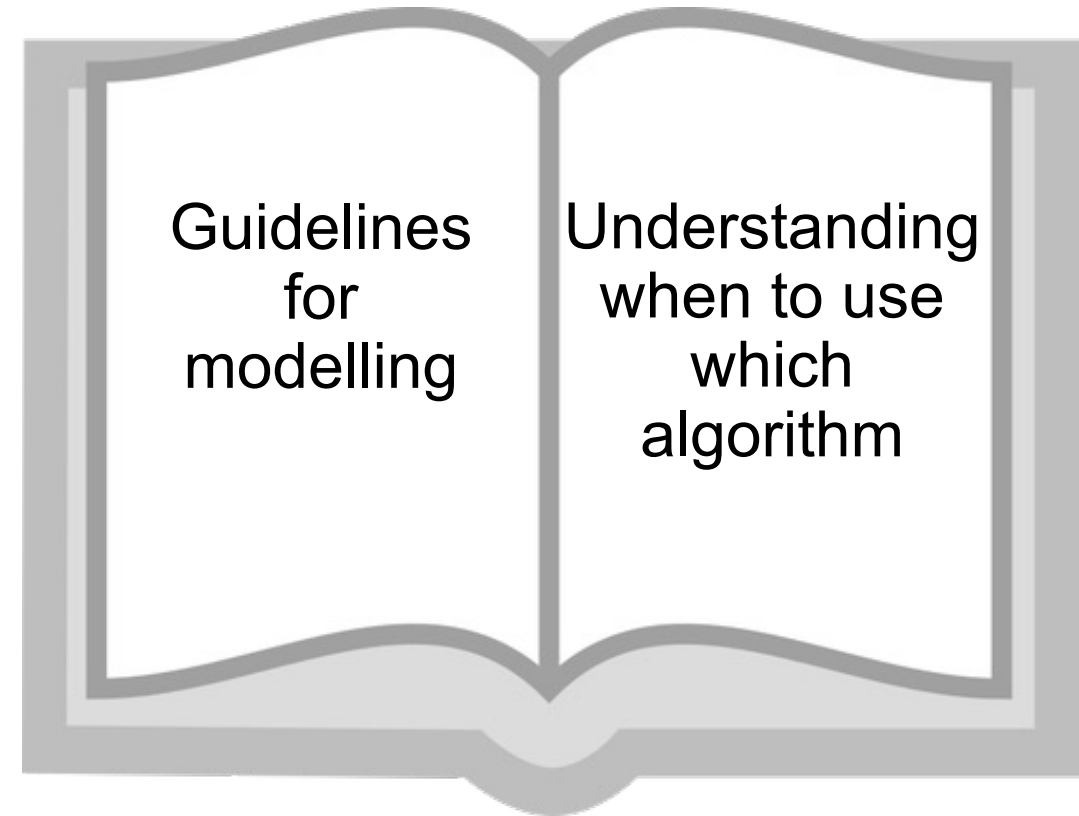 Guidelines
for
modelling
Understanding
when to use
which
algorithm